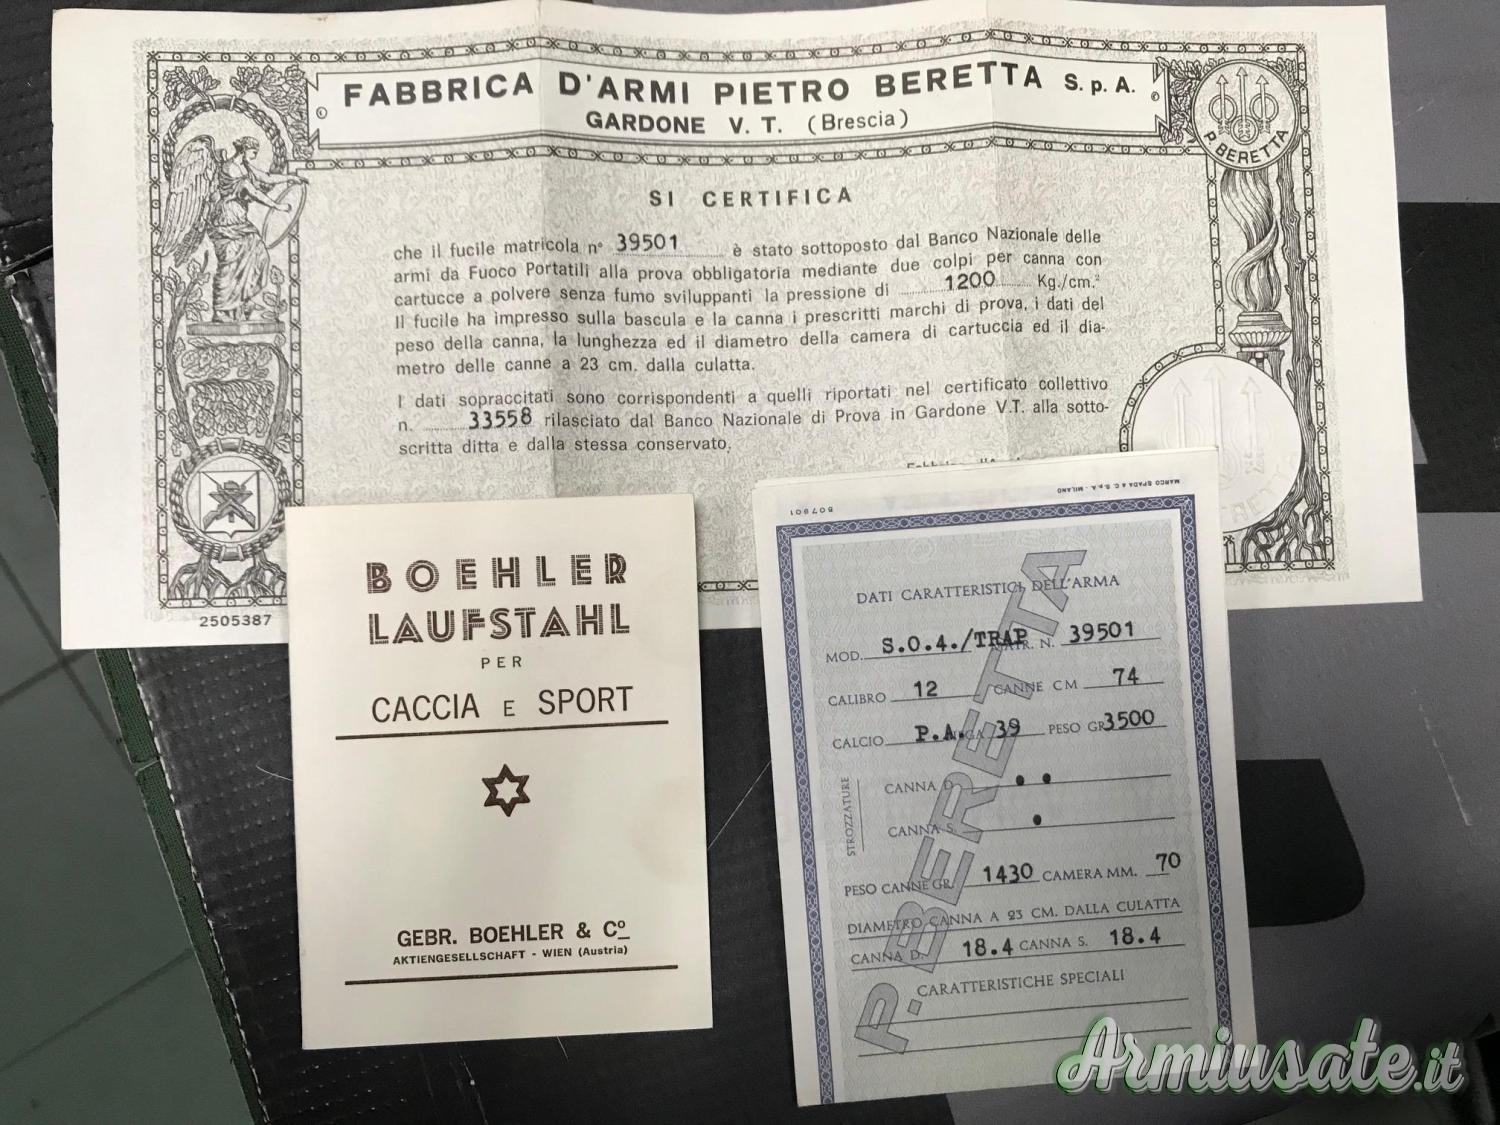 FABBRICA D'ARMI PIETRO BERETTA S.p.A.
GARDONE V. T. (Brescia)
P. BERETTA
SI CERTIFICA
che il fucile matricola n° 39501 è stato sottoposto dal Banco Nazionale delle
armi da Fuoco Portatili alla prova obbligatoria mediante due colpi per canna con
cartucce a polvere senza fumo sviluppanti la pressione di 1200 Kg./cm.²
Il fucile ha impresso sulla bascula e la canna i prescritti marchi di prova, i dati del
peso della canna, la lunghezza ed il diametro della camera di cartuccia ed il dia-
metro delle canne a 23 cm. dalla culatta.
I dati sopraccitati sono corrispondenti a quelli riportati nel certificato collettivo
n. 33558 rilasciato dal Banco Nazionale di Prova in Gardone V.T. alla sotto-
scritta ditta e dalla stessa conservato.
2505387
BOEHLER
LAUFSTAHL
PER
CACCIA E SPORT
GEBR. BOEHLER & Cº
AKTIENGESELLSCHAFT - WIEN (Austria)
MARCO SPADA & C. S.p.A. - MILANO
507901
P. BERETTA
DATI CARATTERISTICI DELL'ARMA
MOD. S.O.4./TRAP MATR. N. 39501
CALIBRO 12 CANNE CM 74
CALCIO P.A. 39 PESO GR 3500
STROZZATURE
CANNA D. ● ●
CANNA S. ●
PESO CANNE GR. 1430 CAMERA MM. 70
DIAMETRO CANNA A 23 CM. DALLA CULATTA
CANNA D. 18.4 CANNA S. 18.4
CARATTERISTICHE SPECIALI
Armiusate.it